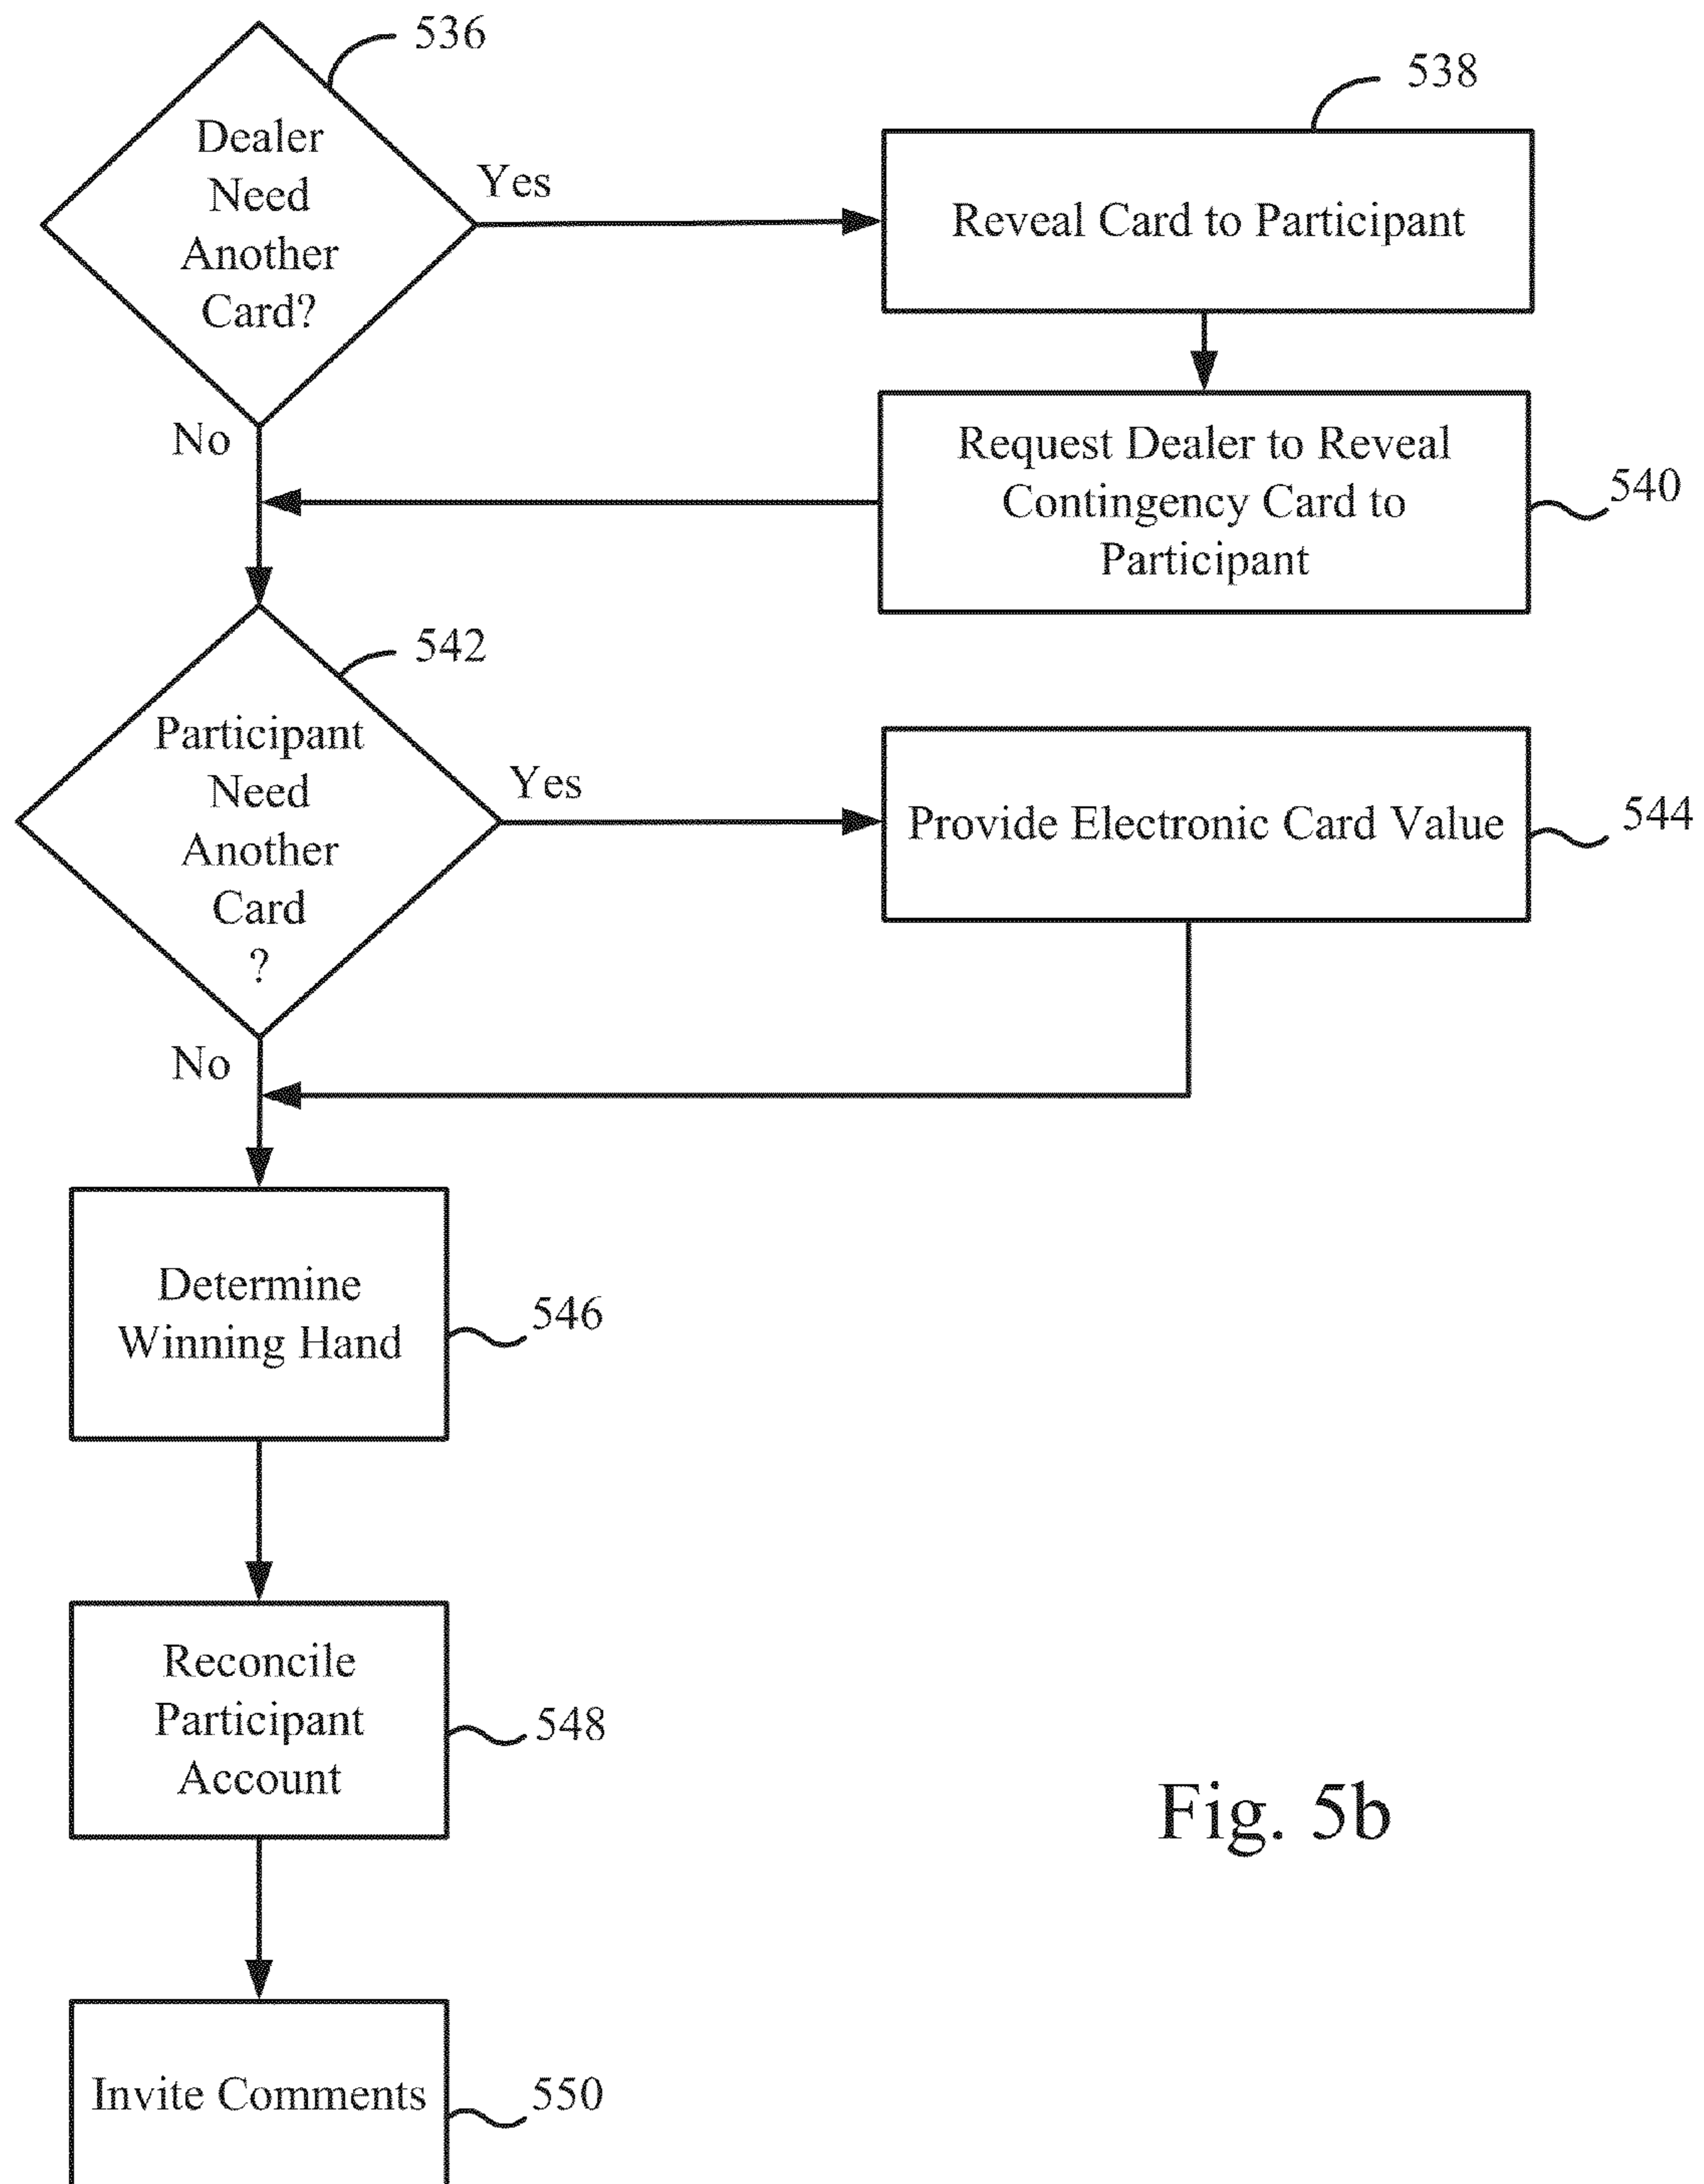 536
Dealer
Need
Another
Card?
Yes
538
Reveal Card to Participant
No
Request Dealer to Reveal
Contingency Card to
Participant
540
542
Participant
Need
Another
Card
?
Yes
Provide Electronic Card Value
544
No
Determine
Winning Hand
546
Reconcile
Participant
Account
548
Fig. 5b
Invite Comments
550